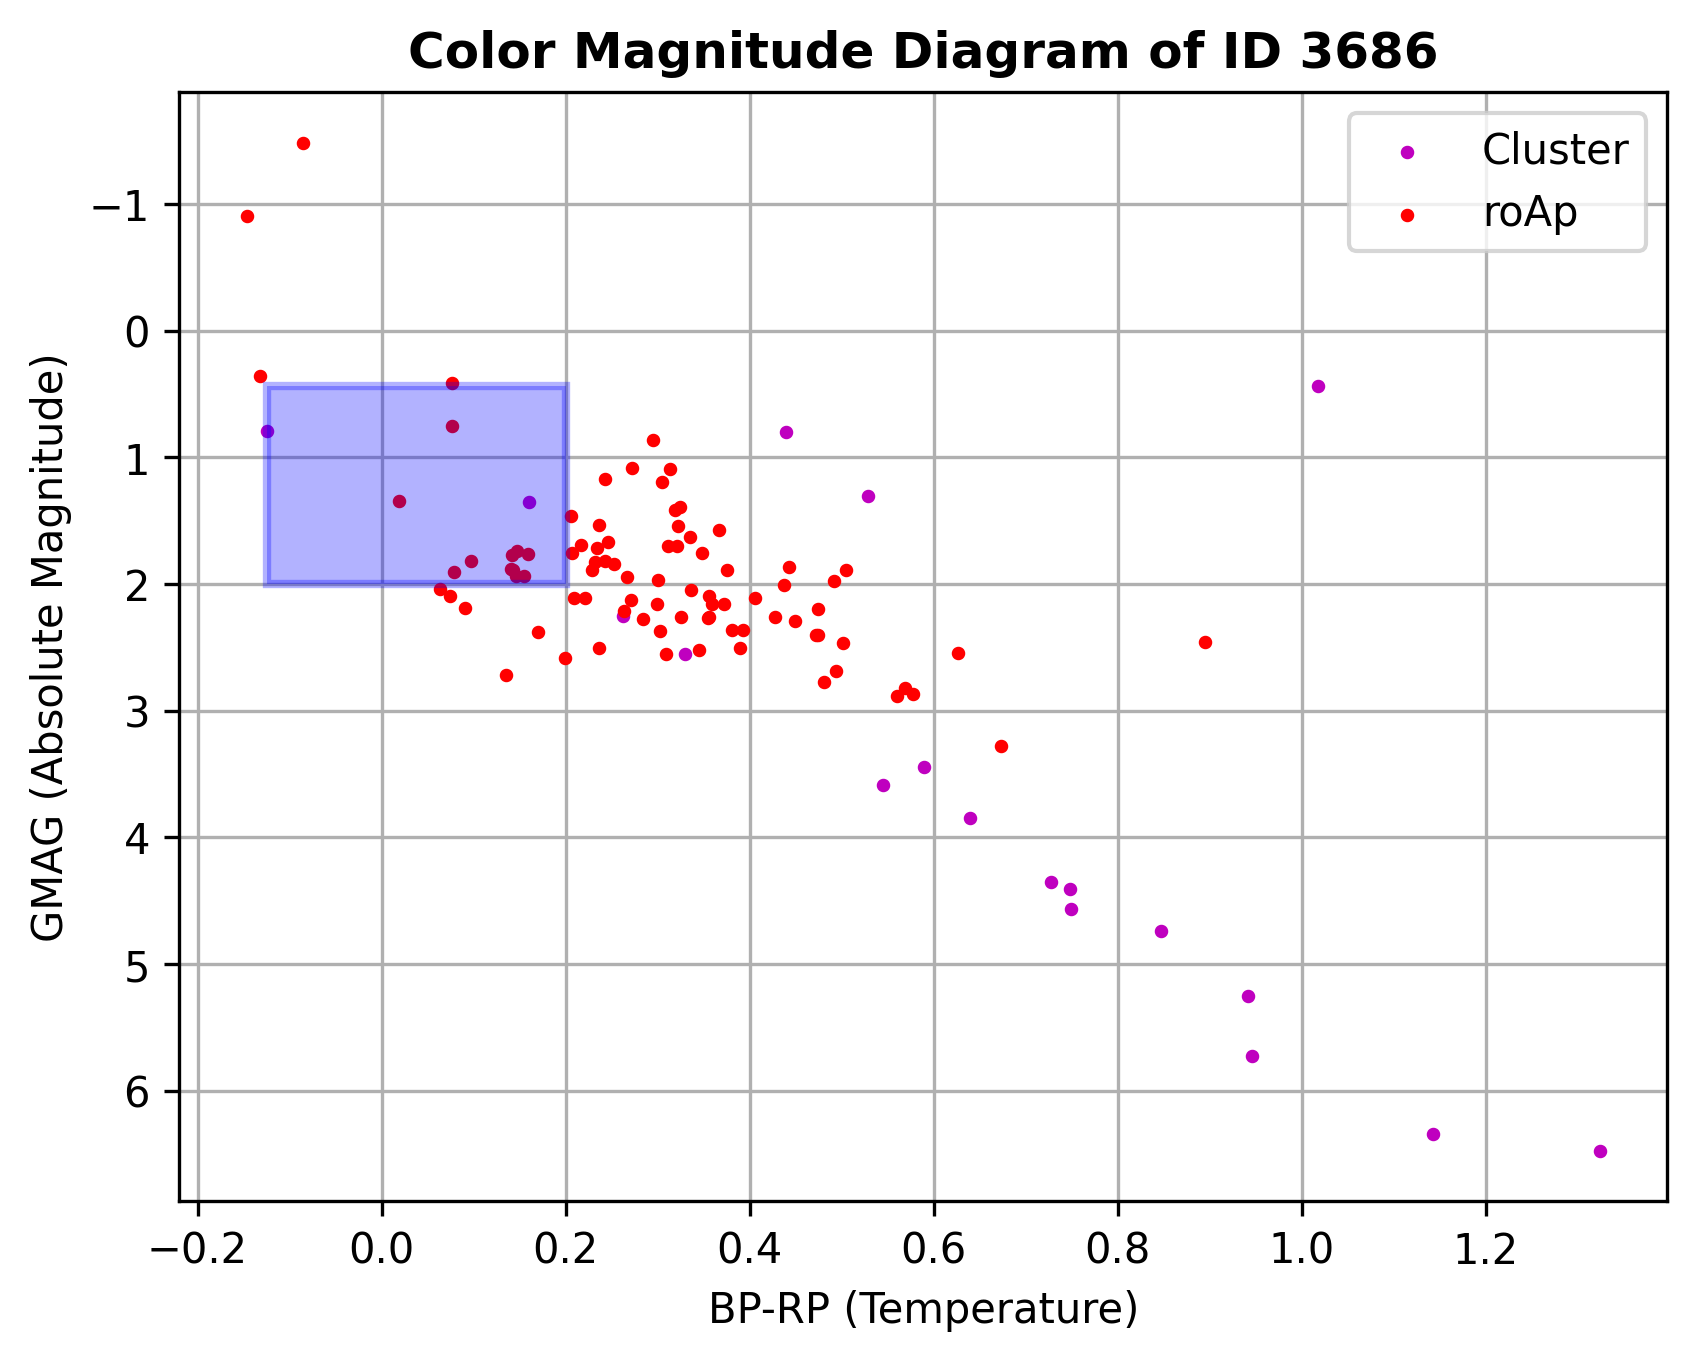 Color Magnitude Diagram of ID 3686
Cluster
roAp
GMAG (Absolute Magnitude)
−1
0
1
2
3
4
5
6
−0.2 0.0 0.2 0.4 0.6 0.8 1.0 1.2
BP-RP (Temperature)